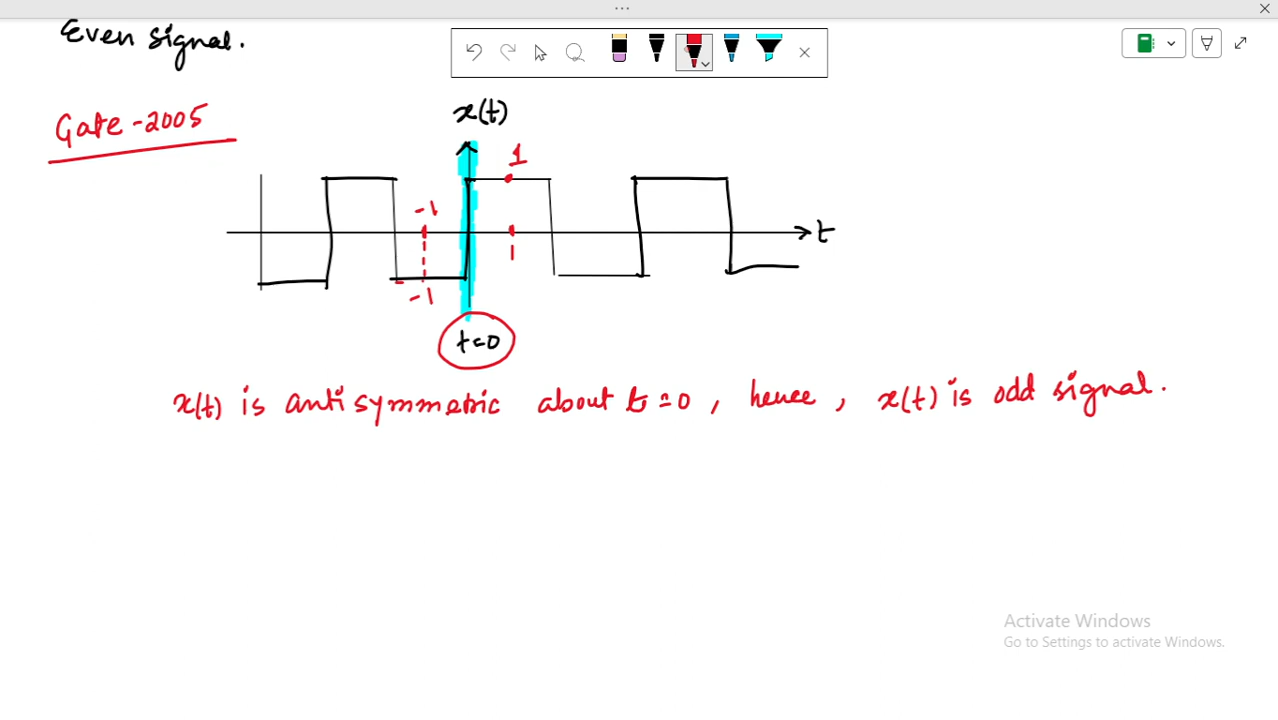 Even signal.
Gate-2005
x(t)
1
-1
t
1
-1
t=0
x(t) is antisymmetric about t=0, hence, x(t) is odd signal.
Activate Windows
Go to Settings to activate Windows.